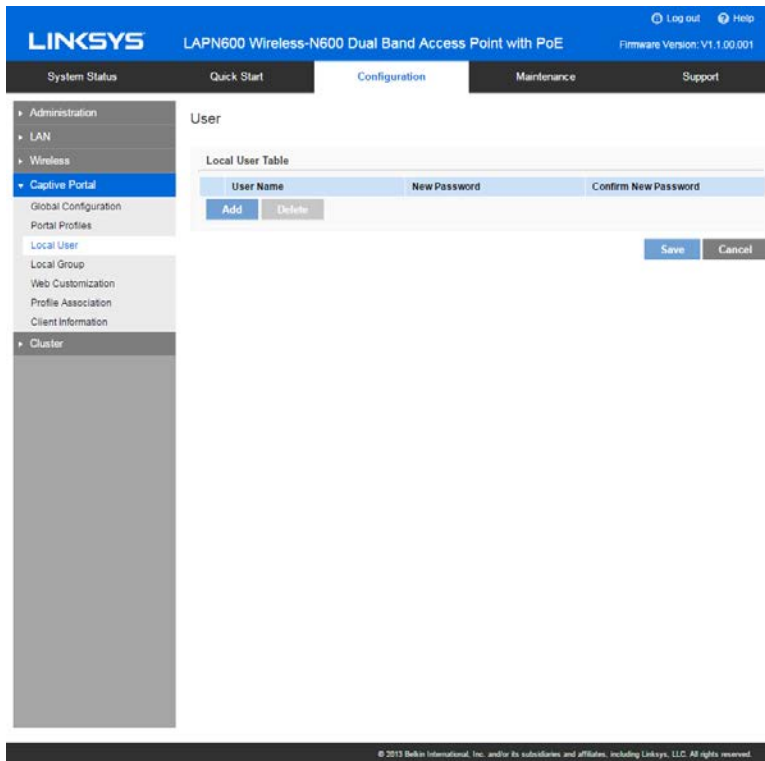 Log out Help
LINKSYS LAPN600 Wireless-N600 Dual Band Access Point with PoE Firmware Version: V1.1.00.001
System Status Quick Start Configuration Maintenance Support
Administration
LAN
Wireless
Captive Portal
Global Configuration
Portal Profiles
Local User
Local Group
Web Customization
Profile Association
Client Information
Cluster
User
Local User Table
User Name New Password Confirm New Password
Add Delete
Save Cancel
© 2013 Belkin International, Inc. and/or its subsidiaries and affiliates, including Linksys, LLC. All rights reserved.